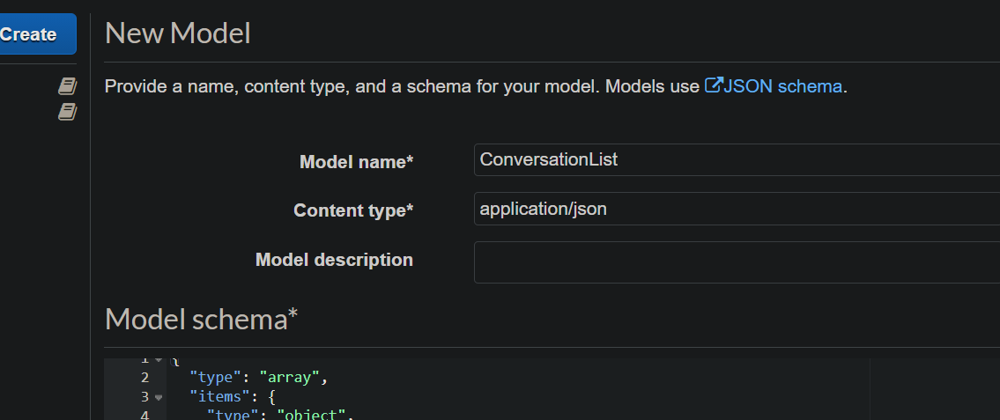 Create
New Model
Provide a name, content type, and a schema for your model. Models use JSON schema.
Model name* ConversationList
Content type* application/json
Model description
Model schema*
1 {
2 "type": "array",
3 "items": {
4 "type": "object",